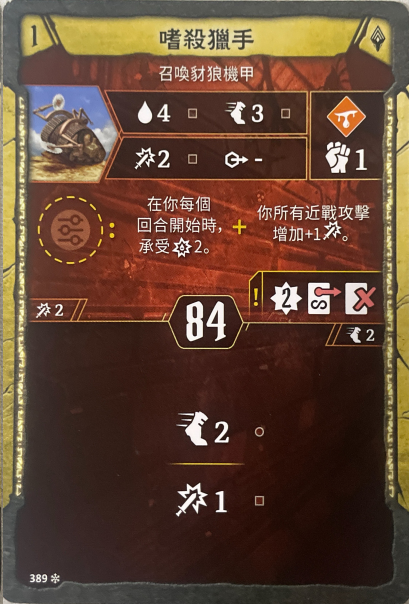 1
嗜殺獵手
召喚豺狼機甲
4 3
2 - 1
在你每個
回合開始時,
承受 2。
+
你所有近戰攻擊
增加+1 。
! 2 8
2
84
2
2
1
389